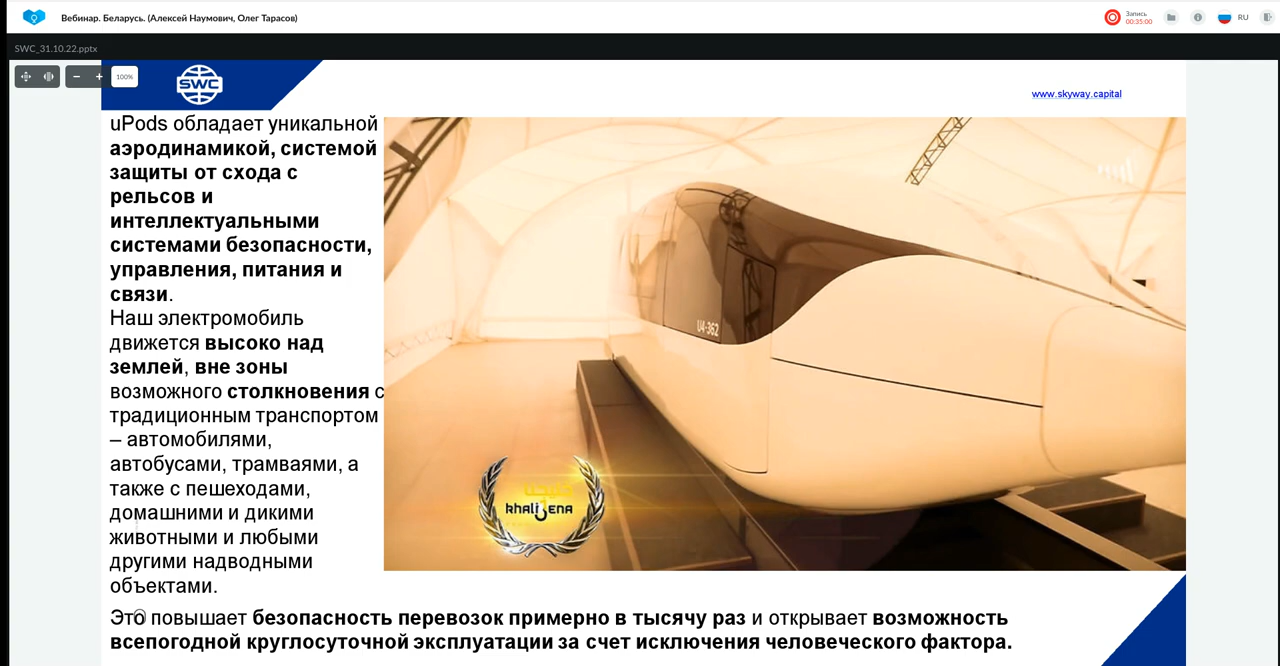 Вебинар. Беларусь. (Алексей Наумович, Олег Тарасов)
Запись
00:35:00
RU
SWC_31.10.22.pptx
100%
SWC
www.skyway.capital
uPods обладает уникальной
аэродинамикой, системой
защиты от схода с
рельсов и
интеллектуальными
системами безопасности,
управления, питания и
связи.
Наш электромобиль
движется высоко над
землей, вне зоны
возможного столкновения с
традиционным транспортом
– автомобилями,
автобусами, трамваями, а
также с пешеходами,
домашними и дикими
животными и любыми
другими надводными
объектами.
U4-362
خليجنا
khalijENA
Это повышает безопасность перевозок примерно в тысячу раз и открывает возможность
всепогодной круглосуточной эксплуатации за счет исключения человеческого фактора.